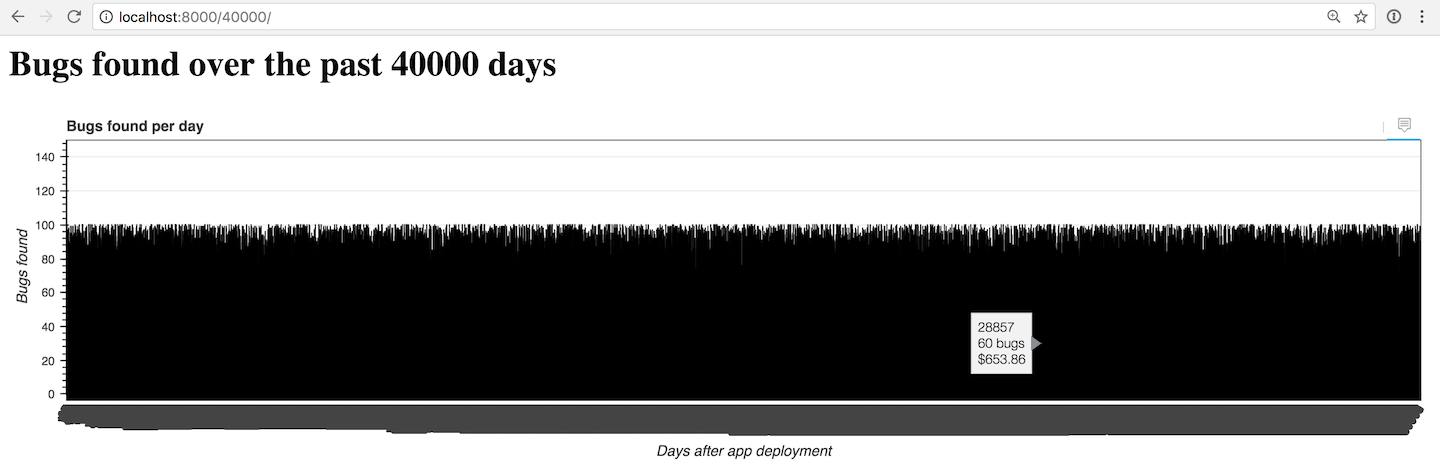 localhost:8000/40000/
Bugs found over the past 40000 days
Bugs found per day
140
120
100
80
60
40
20
0
Bugs found
28857
60 bugs
$653.86
Days after app deployment